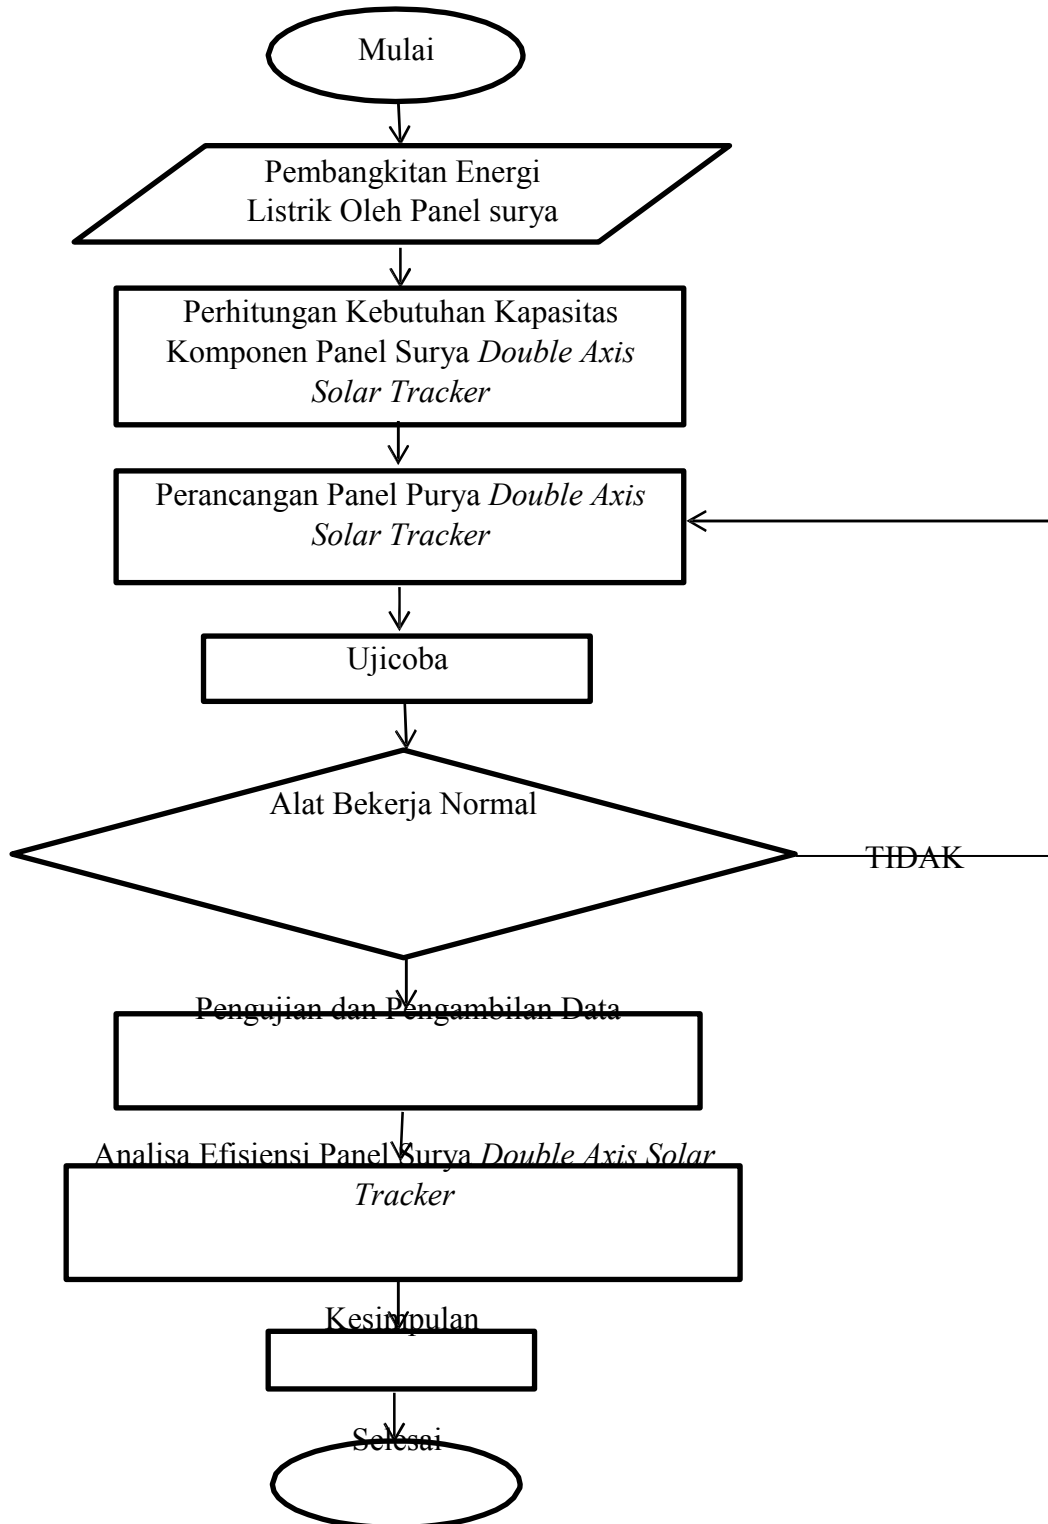 Mulai
Pembangkitan Energi
Listrik Oleh Panel surya
Perhitungan Kebutuhan Kapasitas
Komponen Panel Surya Double Axis
Solar Tracker
Perancangan Panel Purya Double Axis
Solar Tracker
Ujicoba
Alat Bekerja Normal
TIDAK
Pengujian dan Pengambilan Data
Analisa Efisiensi Panel Surya Double Axis Solar
Tracker
Kesimpulan
Selesai